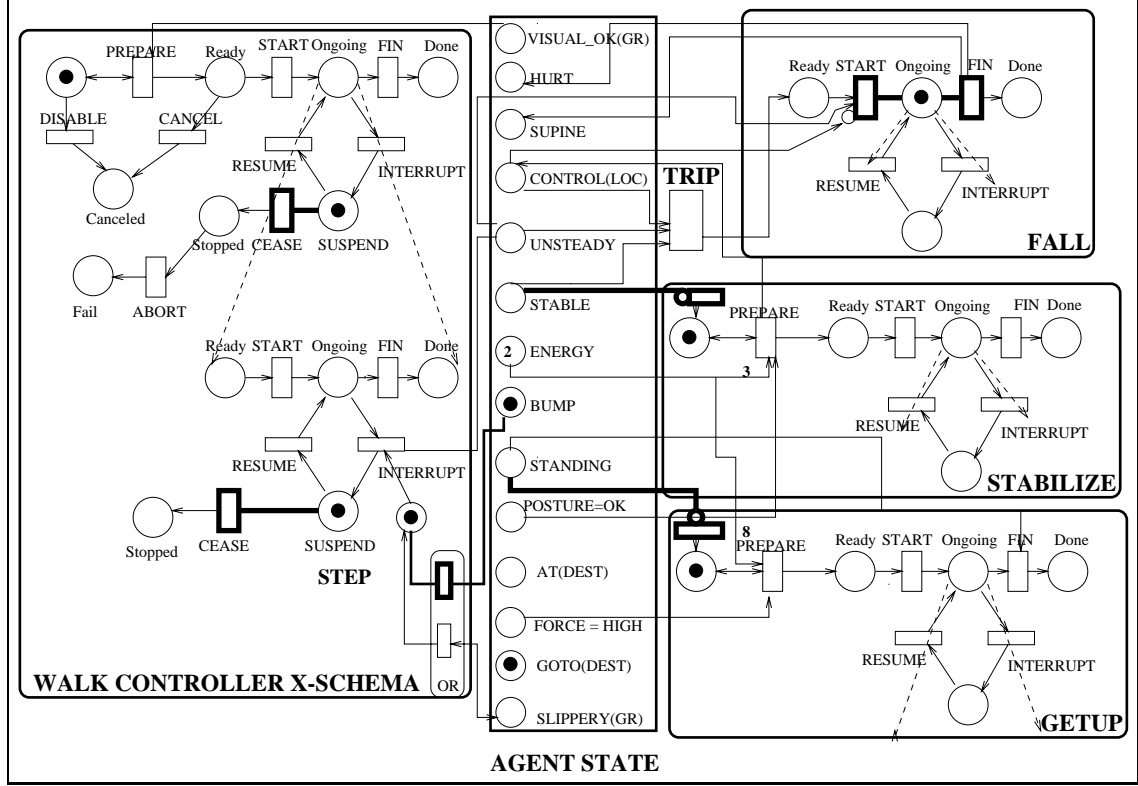 PREPARE
Ready
START
Ongoing
FIN
Done
DISABLE
CANCEL
RESUME
INTERRUPT
Canceled
Stopped
CEASE
SUSPEND
Fail
ABORT
Ready
START
Ongoing
FIN
Done
RESUME
INTERRUPT
Stopped
CEASE
SUSPEND
STEP
OR
WALK CONTROLLER X-SCHEMA
VISUAL_OK(GR)
HURT
SUPINE
CONTROL(LOC)
UNSTEADY
STABLE
2 ENERGY
BUMP
STANDING
POSTURE=OK
AT(DEST)
FORCE = HIGH
GOTO(DEST)
SLIPPERY(GR)
AGENT STATE
TRIP
Ready
START
Ongoing
FIN
Done
RESUME
INTERRUPT
FALL
PREPARE
3
Ready
START
Ongoing
FIN
Done
RESUME
INTERRUPT
STABILIZE
8
PREPARE
Ready
START
Ongoing
FIN
Done
RESUME
INTERRUPT
GETUP